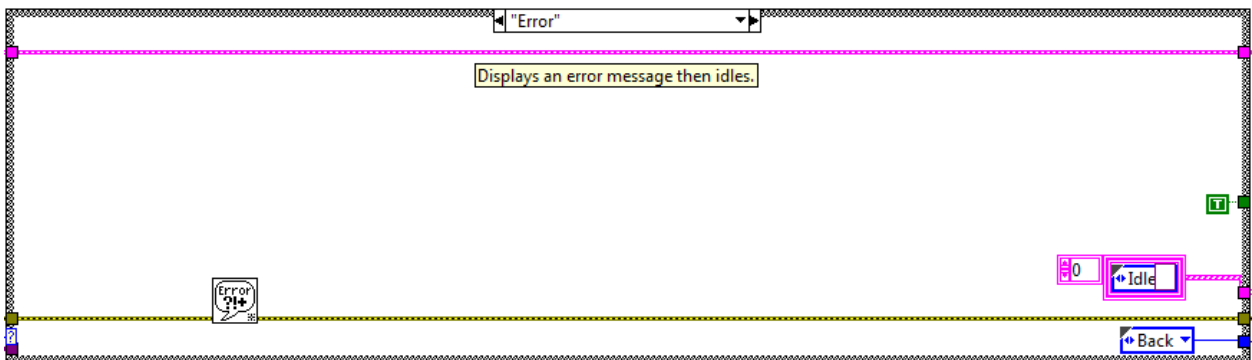 "Error"
Displays an error message then idles.
T
0
Idle
Error
?!+
?
Back